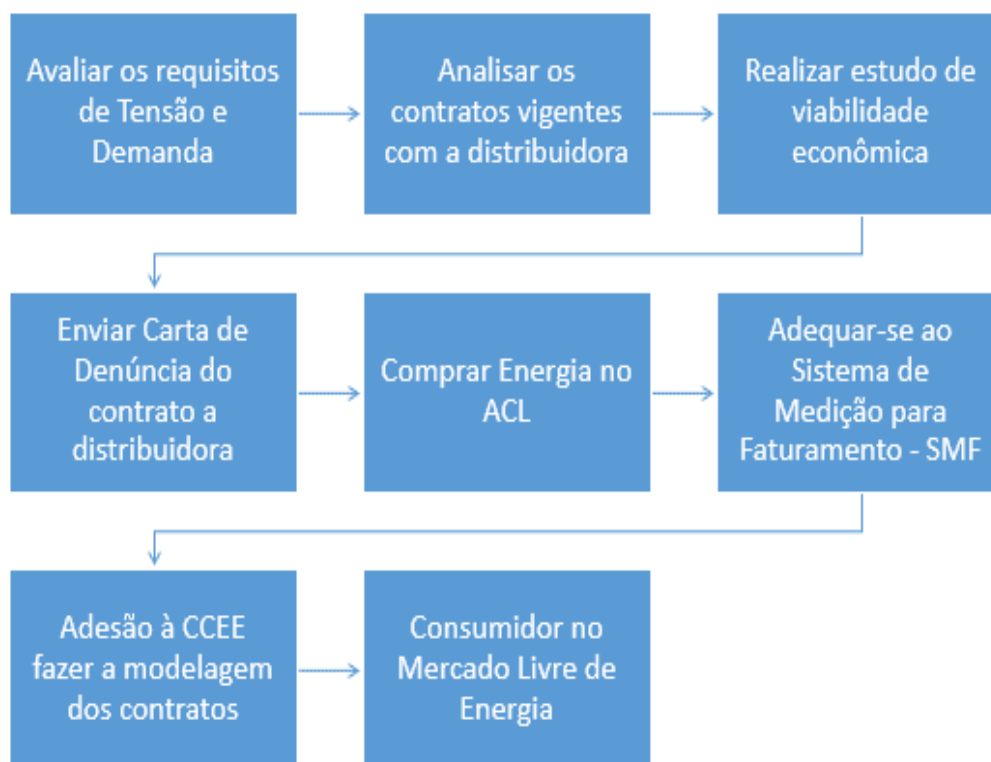 Avaliar os requisitos
de Tensão e
Demanda
Analisar os
contratos vigentes
com a distribuidora
Realizar estudo de
viabilidade
econômica
Enviar Carta de
Denúncia do
contrato a
distribuidora
Comprar Energia no
ACL
Adequar-se ao
Sistema de
Medição para
Faturamento - SMF
Adesão à CCEE
fazer a modelagem
dos contratos
Consumidor no
Mercado Livre de
Energia